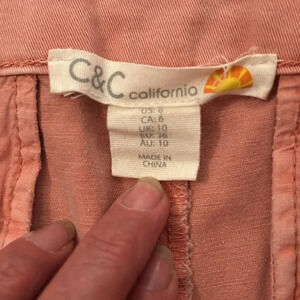 C&C california
US: 6
CA: 6
UK: 10
EU: 36
AU: 10
MADE IN
CHINA